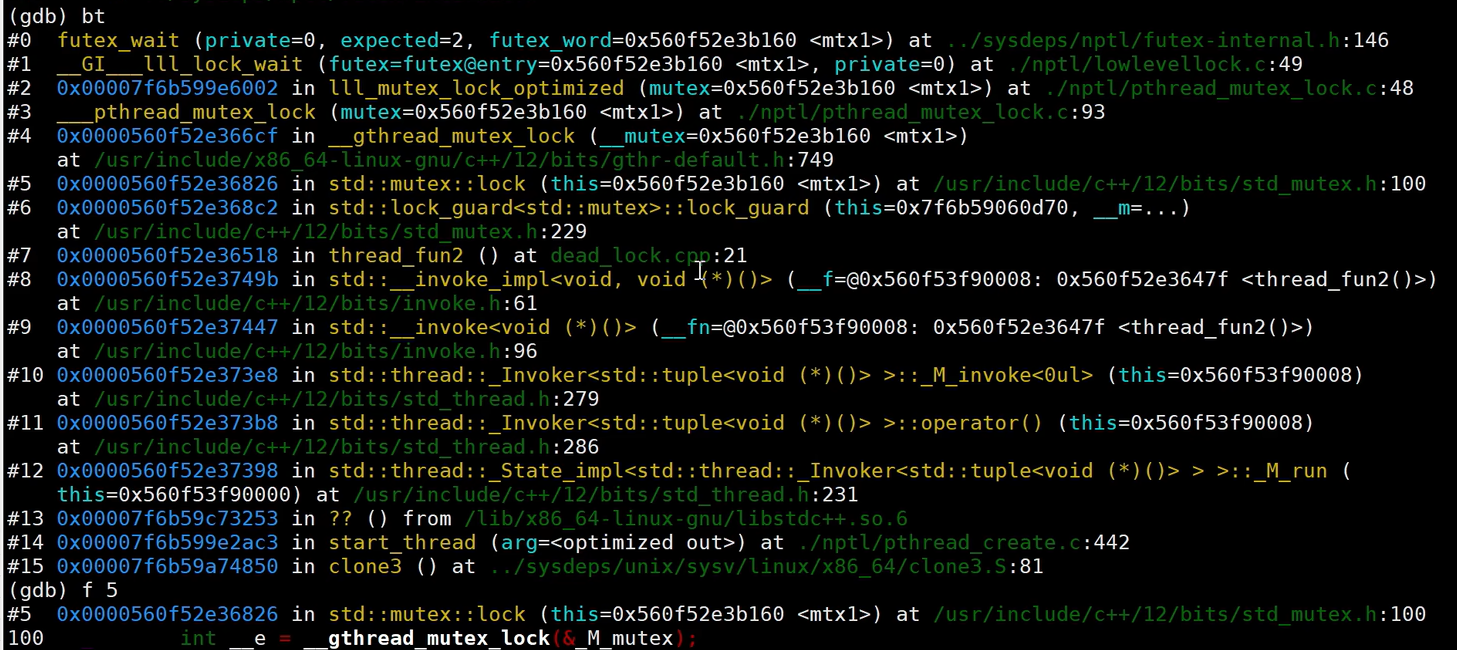 (gdb) bt
#0  futex_wait (private=0, expected=2, futex_word=0x560f52e3b160 <mtx1>) at ../sysdeps/nptl/futex-internal.h:146
#1  __GI___lll_lock_wait (futex=futex@entry=0x560f52e3b160 <mtx1>, private=0) at ./nptl/lowlevellock.c:49
#2  0x00007f6b599e6002 in lll_mutex_lock_optimized (mutex=0x560f52e3b160 <mtx1>) at ./nptl/pthread_mutex_lock.c:48
#3  ___pthread_mutex_lock (mutex=0x560f52e3b160 <mtx1>) at ./nptl/pthread_mutex_lock.c:93
#4  0x0000560f52e366cf in __gthread_mutex_lock (__mutex=0x560f52e3b160 <mtx1>)
    at /usr/include/x86_64-linux-gnu/c++/12/bits/gthr-default.h:749
#5  0x0000560f52e36826 in std::mutex::lock (this=0x560f52e3b160 <mtx1>) at /usr/include/c++/12/bits/std_mutex.h:100
#6  0x0000560f52e368c2 in std::lock_guard<std::mutex>::lock_guard (this=0x7f6b59060d70, __m=...)
    at /usr/include/c++/12/bits/std_mutex.h:229
#7  0x0000560f52e36518 in thread_fun2 () at dead_lock.cpp:21
#8  0x0000560f52e3749b in std::__invoke_impl<void, void (*)()> (__f=@0x560f53f90008: 0x560f52e3647f <thread_fun2()>)
    at /usr/include/c++/12/bits/invoke.h:61
#9  0x0000560f52e37447 in std::__invoke<void (*)()> (__fn=@0x560f53f90008: 0x560f52e3647f <thread_fun2()>)
    at /usr/include/c++/12/bits/invoke.h:96
#10 0x0000560f52e373e8 in std::thread::_Invoker<std::tuple<void (*)()> >::_M_invoke<0ul> (this=0x560f53f90008)
    at /usr/include/c++/12/bits/std_thread.h:279
#11 0x0000560f52e373b8 in std::thread::_Invoker<std::tuple<void (*)()> >::operator() (this=0x560f53f90008)
    at /usr/include/c++/12/bits/std_thread.h:286
#12 0x0000560f52e37398 in std::thread::_State_impl<std::thread::_Invoker<std::tuple<void (*)()> > >::_M_run (
    this=0x560f53f90000) at /usr/include/c++/12/bits/std_thread.h:231
#13 0x00007f6b59c73253 in ?? () from /lib/x86_64-linux-gnu/libstdc++.so.6
#14 0x00007f6b599e2ac3 in start_thread (arg=<optimized out>) at ./nptl/pthread_create.c:442
#15 0x00007f6b59a74850 in clone3 () at ../sysdeps/unix/sysv/linux/x86_64/clone3.S:81
(gdb) f 5
#5  0x0000560f52e36826 in std::mutex::lock (this=0x560f52e3b160 <mtx1>) at /usr/include/c++/12/bits/std_mutex.h:100
100           int __e = __gthread_mutex_lock(&_M_mutex);